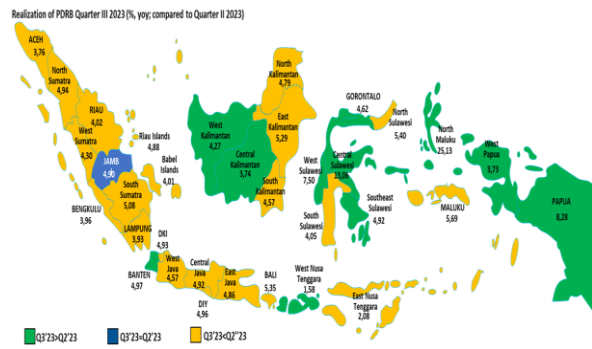 Realization of PDRB Quarter III 2023 (%, yoy; compared to Quarter II 2023)
ACEH
3,76
North
Sumatra
4,94
RIAU
4,02
West
Sumatra
4,30
Riau Islands
4,88
JAMB
4,90
Babel
Islands
4,01
South
Sumatra
5,08
BENGKULU
3,96
LAMPUNG
3,93
DKI
4,93
BANTEN
4,97
West
Java
4,57
Central
Java
4,92
DIY
4,96
East
Java
4,86
BALI
5,35
West Nusa
Tenggara
1,58
East Nusa
Tenggara
2,08
North
Kalimantan
4,79
West
Kalimantan
4,27
East
Kalimantan
5,29
Central
Kalimantan
3,74
South
Kalimantan
4,57
GORONTALO
4,62
North
Sulawesi
5,40
West
Sulawesi
7,50
Central
Sulawesi
13,06
South
Sulawesi
4,05
Southeast
Sulawesi
4,92
North
Maluku
25,13
MALUKU
5,69
West
Papua
3,73
PAPUA
8,28
Q3'23>Q2'23
Q3'23=Q2'23
Q3'23<Q2"23